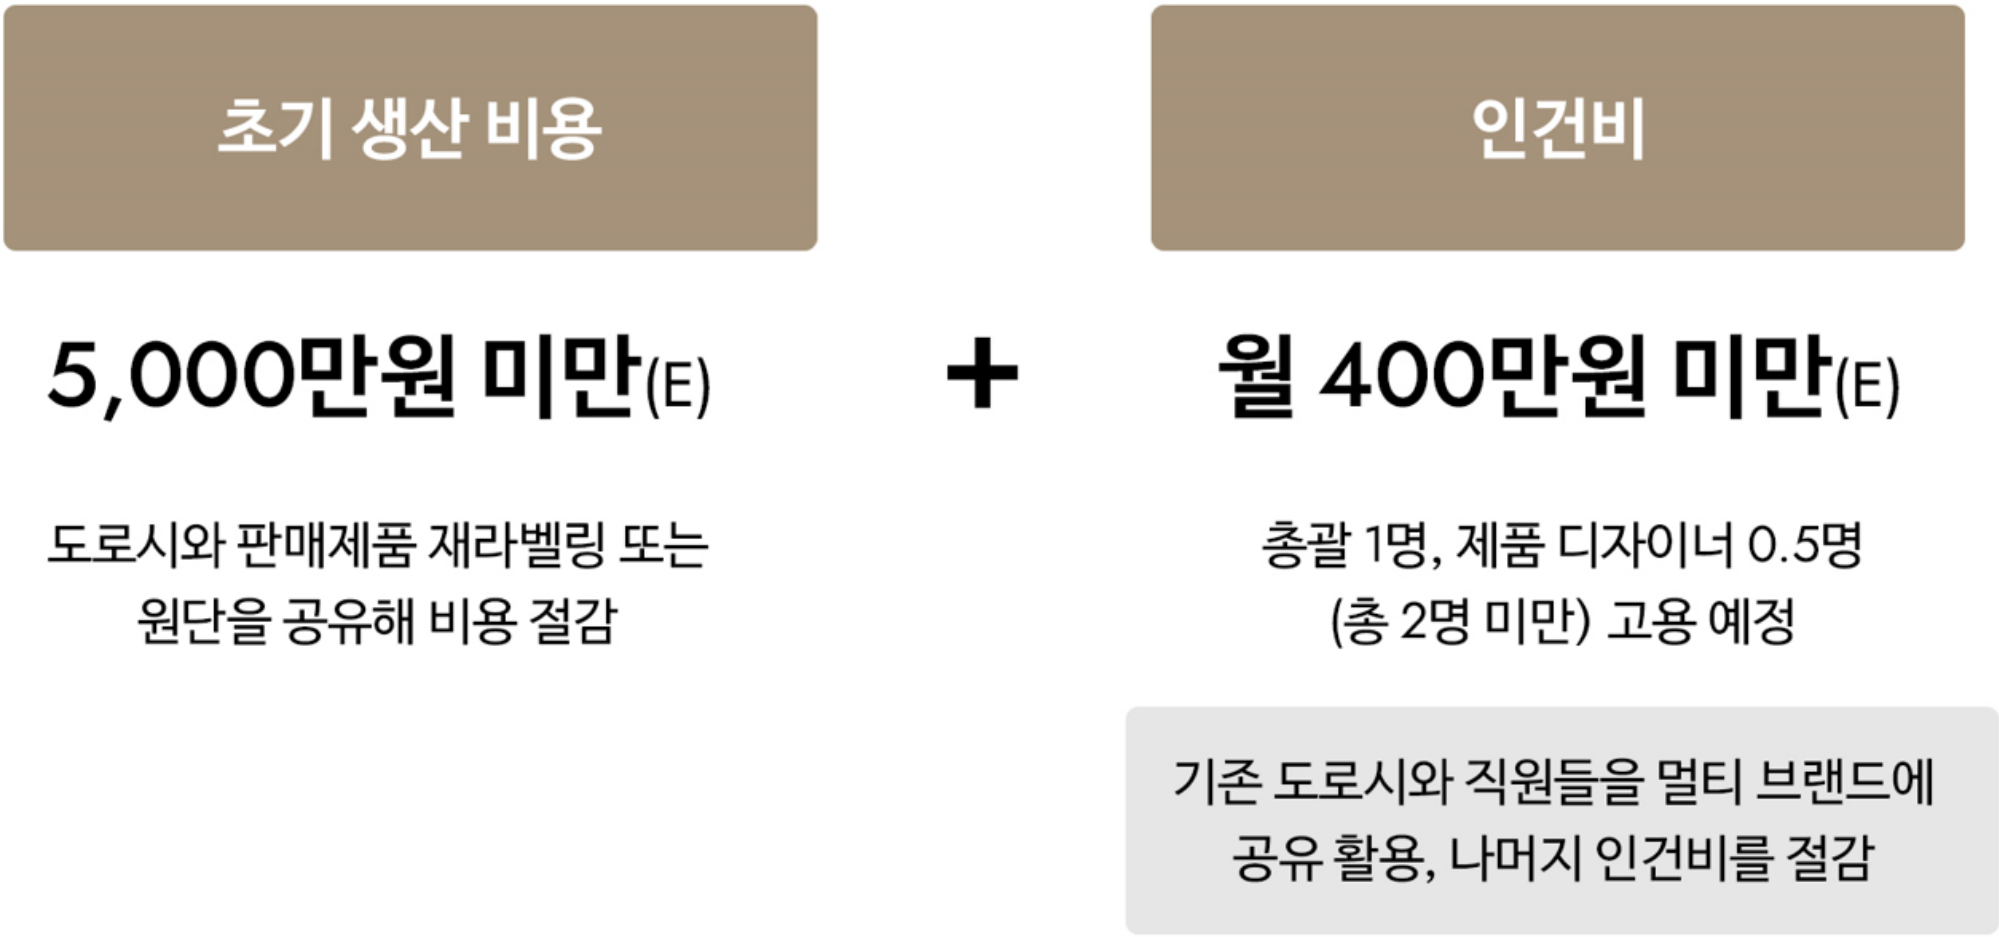 초기 생산 비용
5,000만원 미만(E)
도로시와 판매제품 재라벨링 또는
원단을 공유해 비용 절감
+
인건비
월 400만원 미만(E)
총괄 1명, 제품 디자이너 0.5명
(총 2명 미만) 고용 예정
기존 도로시와 직원들을 멀티 브랜드에
공유 활용, 나머지 인건비를 절감